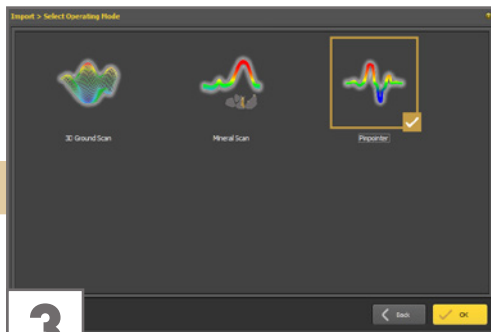 Import > Select Operating Mode
3D Ground Scan
Mineral Scan
Pinpointer
3
Back
OK